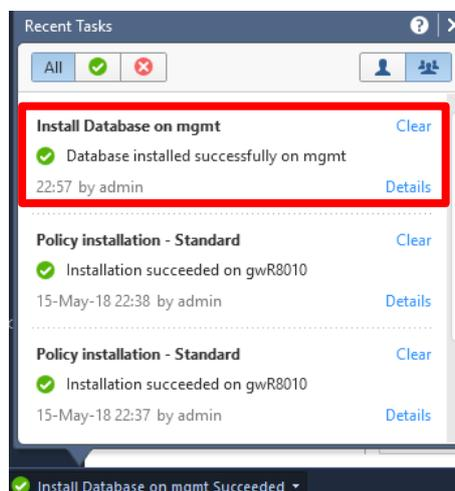 Recent Tasks
All
Install Database on mgmt Clear
Database installed successfully on mgmt
22:57 by admin Details
Policy installation - Standard Clear
Installation succeeded on gwR8010
15-May-18 22:38 by admin Details
Policy installation - Standard Clear
Installation succeeded on gwR8010
15-May-18 22:37 by admin Details
Install Database on mgmt Succeeded